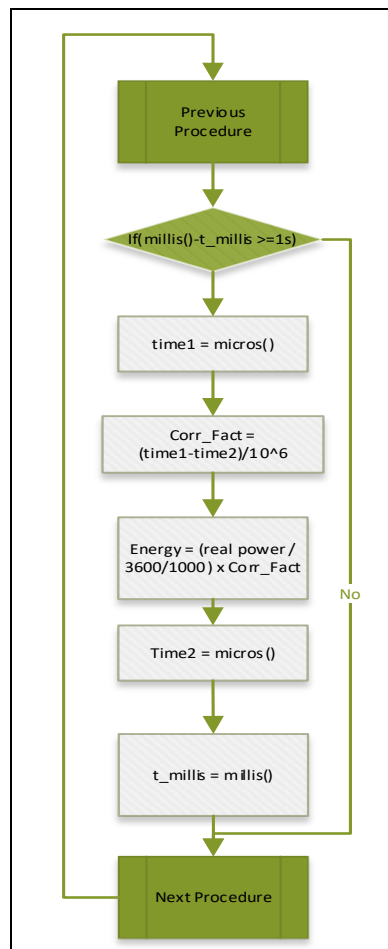 Previous
Procedure
If(millis()-t_millis >=1s)
time1 = micros()
Corr_Fact =
(time1-time2)/10^6
Energy = (real power /
3600/1000 ) x Corr_Fact
No
Time2 = micros()
t_millis = millis()
Next Procedure